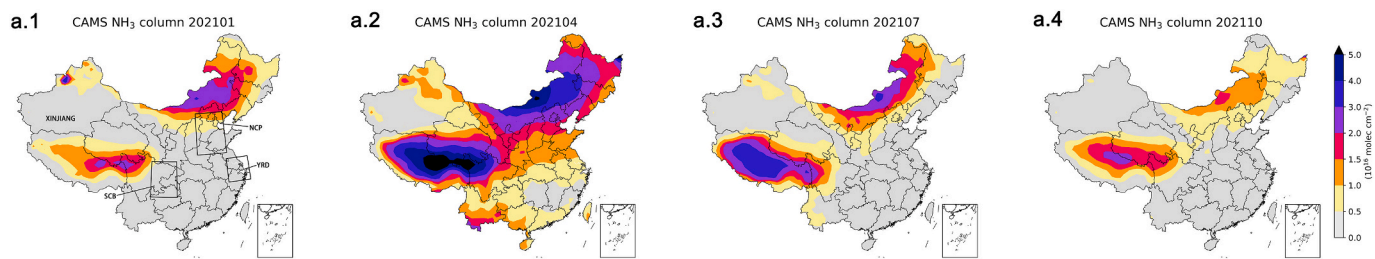 a.1
CAMS NH₃ column 202101
XINJIANG
NCP
YRD
SCB
a.2
CAMS NH₃ column 202104
a.3
CAMS NH₃ column 202107
a.4
CAMS NH₃ column 202110
5.0
4.0
3.0
2.0
1.5
1.0
0.5
0.0
(10¹⁶ molec cm⁻²)